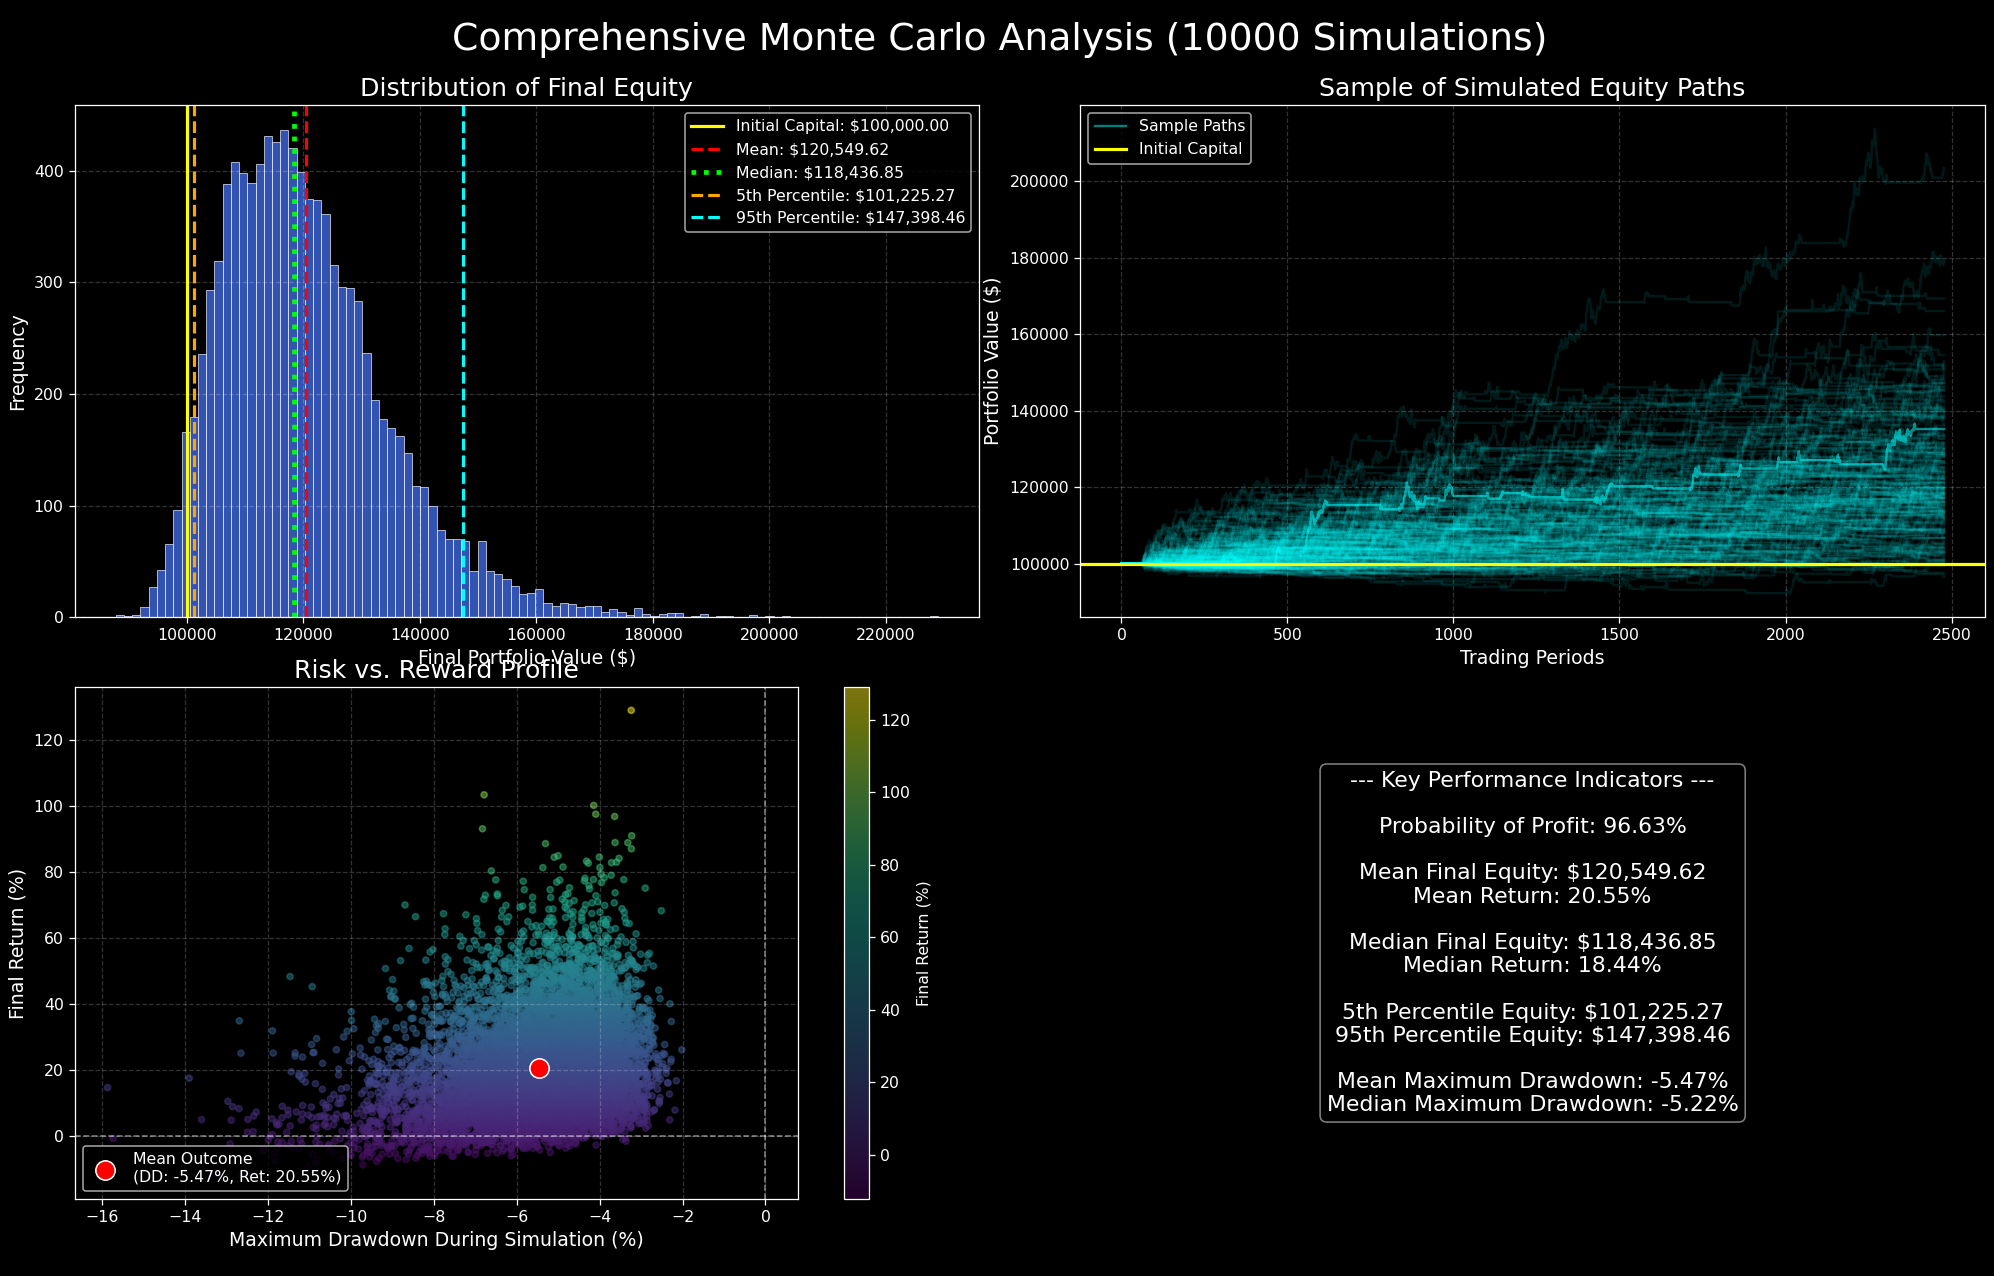 Comprehensive Monte Carlo Analysis (10000 Simulations)
Distribution of Final Equity
Frequency
400
300
200
100
0
Initial Capital: $100,000.00
Mean: $120,549.62
Median: $118,436.85
5th Percentile: $101,225.27
95th Percentile: $147,398.46
100000
120000
140000
160000
180000
200000
220000
Final Portfolio Value ($)
Sample of Simulated Equity Paths
Portfolio Value ($)
200000
180000
160000
140000
120000
100000
Sample Paths
Initial Capital
0
500
1000
1500
2000
2500
Trading Periods
Risk vs. Reward Profile
Final Return (%)
120
100
80
60
40
20
0
Mean Outcome
(DD: -5.47%, Ret: 20.55%)
−16
−14
−12
−10
−8
−6
−4
−2
0
Maximum Drawdown During Simulation (%)
120
100
80
60
40
20
0
Final Return (%)
--- Key Performance Indicators ---
Probability of Profit: 96.63%
Mean Final Equity: $120,549.62
Mean Return: 20.55%
Median Final Equity: $118,436.85
Median Return: 18.44%
5th Percentile Equity: $101,225.27
95th Percentile Equity: $147,398.46
Mean Maximum Drawdown: -5.47%
Median Maximum Drawdown: -5.22%